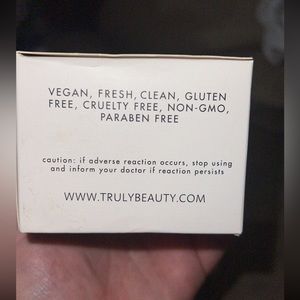 VEGAN, FRESH, CLEAN, GLUTEN
FREE, CRUELTY FREE, NON-GMO,
PARABEN FREE
caution: if adverse reaction occurs, stop using
and inform your doctor if reaction persists
WWW.TRULYBEAUTY.COM